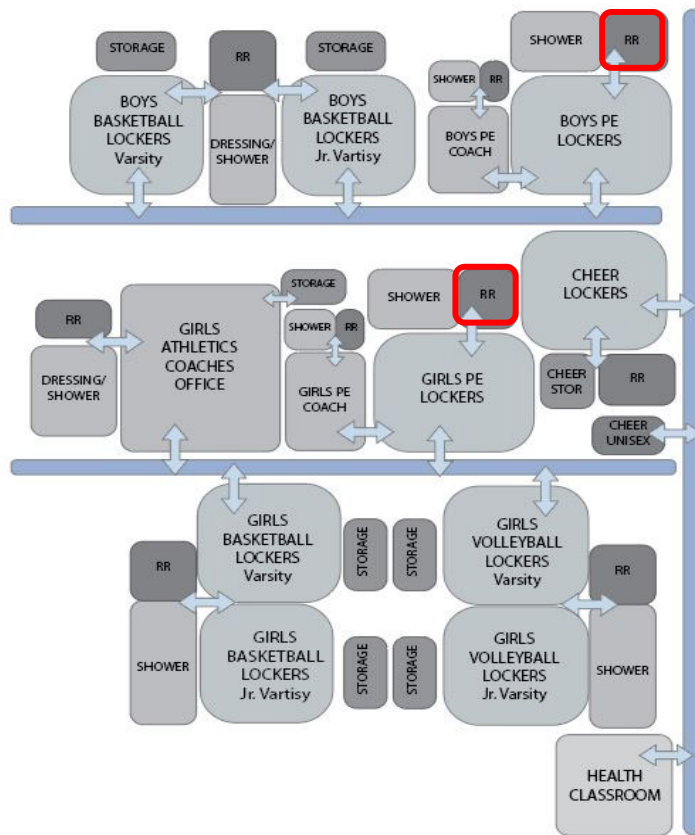 STORAGE
RR
STORAGE
SHOWER
RR
BOYS
BASKETBALL
LOCKERS
Varsity
DRESSING/
SHOWER
BOYS
BASKETBALL
LOCKERS
Jr. Vartisy
SHOWER
RR
BOYS PE
COACH
BOYS PE
LOCKERS
RR
DRESSING/
SHOWER
GIRLS
ATHLETICS
COACHES
OFFICE
STORAGE
SHOWER
RR
GIRLS PE
COACH
SHOWER
RR
GIRLS PE
LOCKERS
CHEER
LOCKERS
CHEER
STOR
RR
CHEER
UNISEX
RR
SHOWER
GIRLS
BASKETBALL
LOCKERS
Varsity
STORAGE
STORAGE
GIRLS
VOLLEYBALL
LOCKERS
Varsity
RR
SHOWER
GIRLS
BASKETBALL
LOCKERS
Jr. Vartisy
STORAGE
STORAGE
GIRLS
VOLLEYBALL
LOCKERS
Jr. Varsity
HEALTH
CLASSROOM